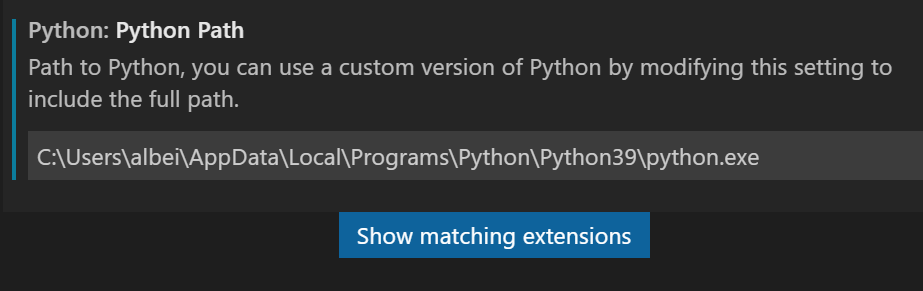 Python: Python Path
Path to Python, you can use a custom version of Python by modifying this setting to
include the full path.
C:\Users\albei\AppData\Local\Programs\Python\Python39\python.exe
Show matching extensions